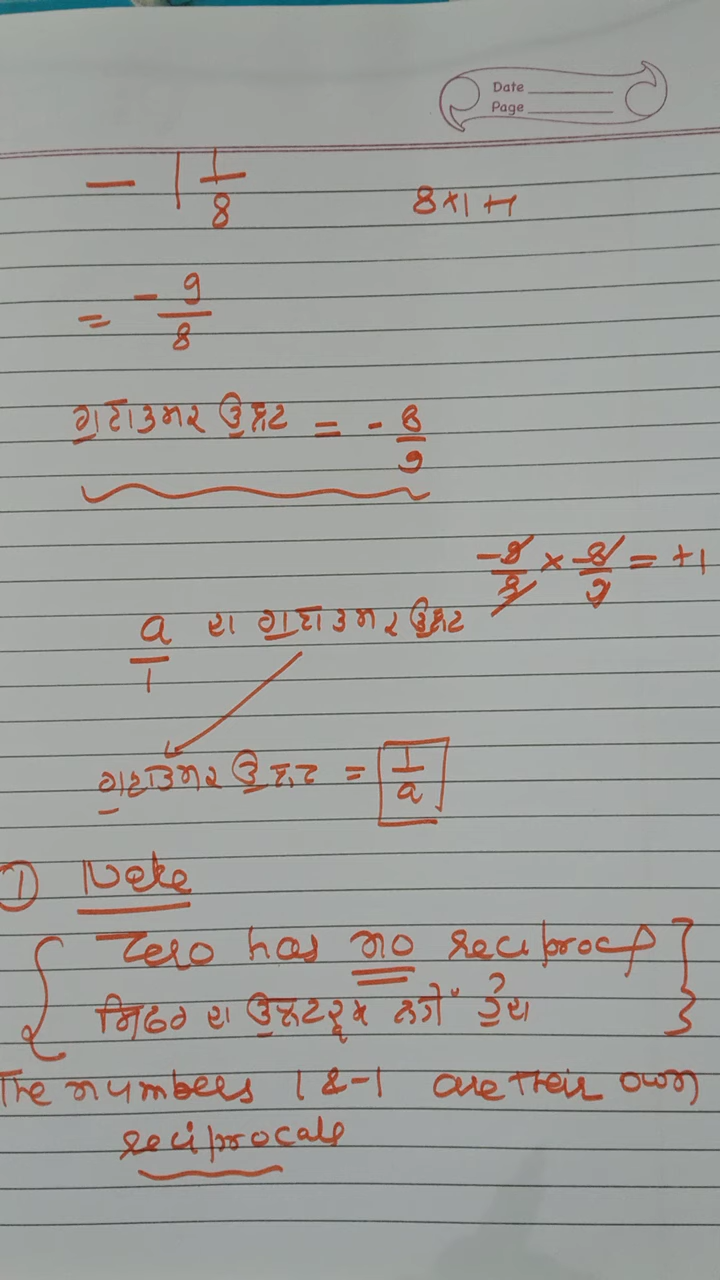 Date
Page
- 1 1/8 8×1+1
= -9/8
ਗੁਣਾਤਮਕ ਉਲਟ = - 8/9
-9/8 × -8/9 = +1
a/1 ਦਾ ਗੁਣਾਤਮਕ ਉਲਟ
ਗੁਣਾਤਮਕ ਉਲਟ = 1/a
① Note
Zero has no reciprocal
ਸਿਫਰ ਦਾ ਉਲਟਕ੍ਰਮ ਨਹੀਂ ਹੁੰਦਾ
The numbers 1 & -1 are their own
reciprocals